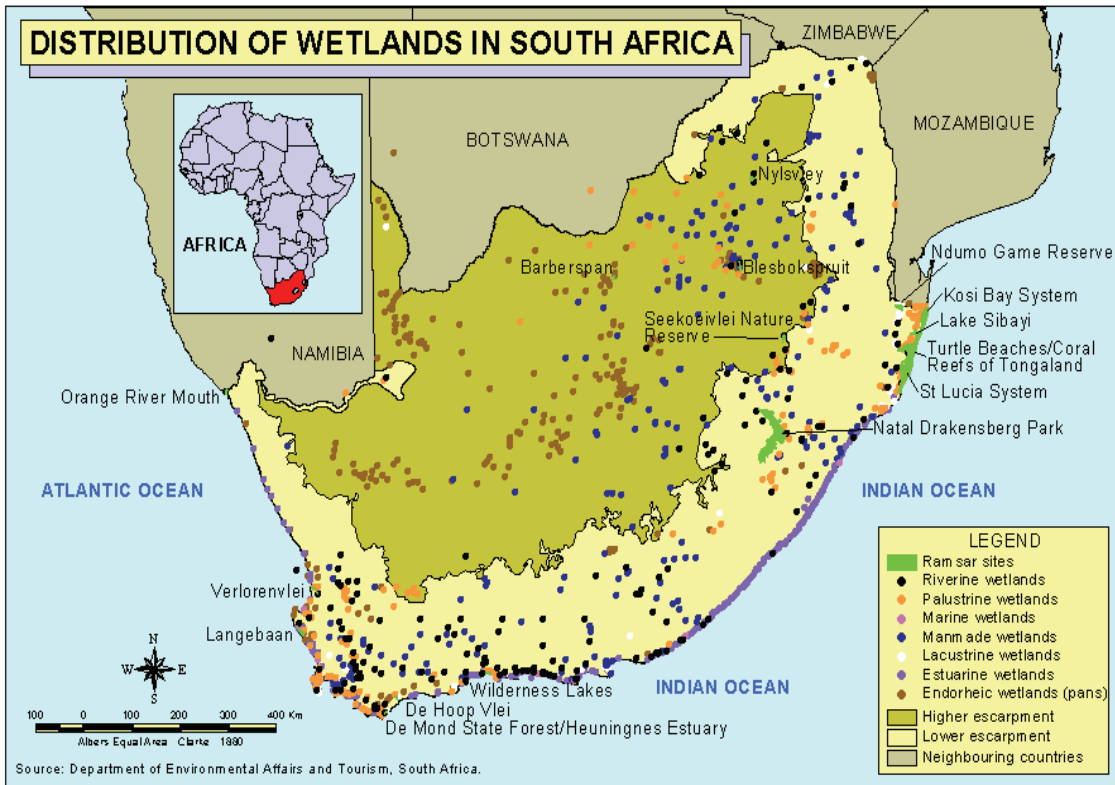 DISTRIBUTION OF WETLANDS IN SOUTH AFRICA
ZIMBABWE
BOTSWANA
MOZAMBIQUE
AFRICA
Nylsvley
Barberspan
Blesbokspruit
Ndumo Game Reserve
Kosi Bay System
Lake Sibayi
Seekoeivlei Nature
Reserve
Turtle Beaches/Coral
Reefs of Tongaland
NAMIBIA
St Lucia System
Orange River Mouth
Natal Drakensberg Park
ATLANTIC OCEAN
INDIAN OCEAN
Verlorenvlei
Langebaan
Wilderness Lakes
INDIAN OCEAN
De Hoop Vlei
De Mond State Forest/Heuningnes Estuary
LEGEND
Ramsar sites
Riverine wetlands
Palustrine wetlands
Marine wetlands
Manmade wetlands
Lacustrine wetlands
Estuarine wetlands
Endorheic wetlands (pans)
Higher escarpment
Lower escarpment
Neighbouring countries
N
W E
S
100 0 100 200 300 400 Km
Albers Equal Area Clarke 1880
Source: Department of Environmental Affairs and Tourism, South Africa.